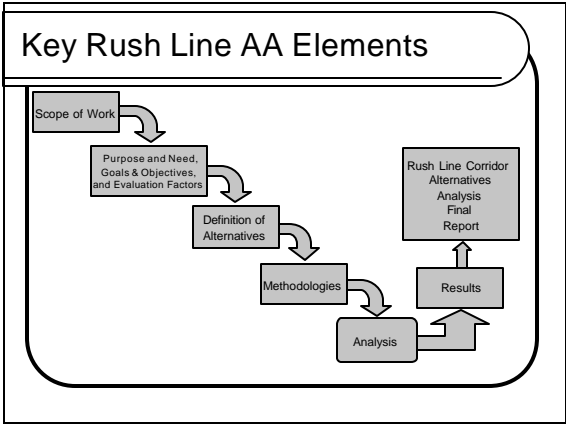 Key Rush Line AA Elements
Scope of Work
Purpose and Need,
Goals & Objectives,
and Evaluation Factors
Definition of
Alternatives
Methodologies
Analysis
Results
Rush Line Corridor
Alternatives
Analysis
Final
Report